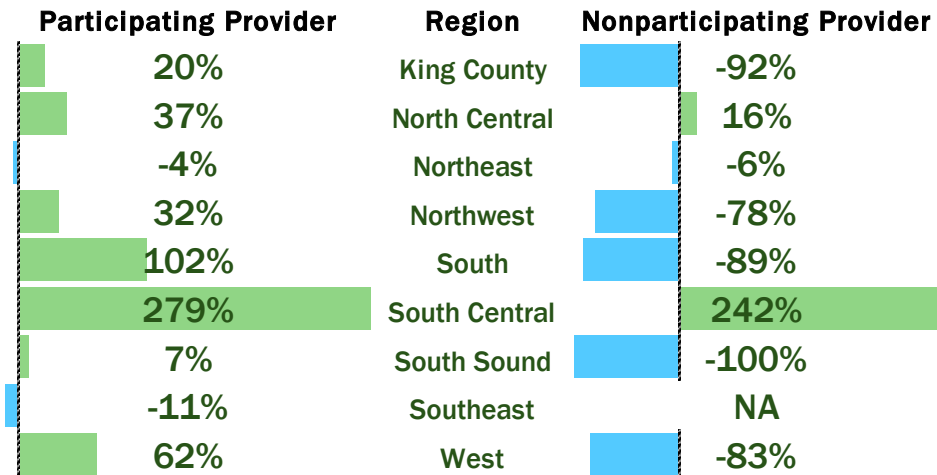 Participating Provider Region Nonparticipating Provider
20% King County -92%
37% North Central 16%
-4% Northeast -6%
32% Northwest -78%
102% South -89%
279% South Central 242%
7% South Sound -100%
-11% Southeast NA
62% West -83%